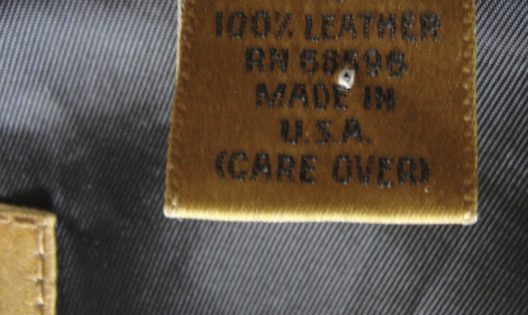 100% LEATHER
RN 68598
MADE IN
U.S.A.
(CARE OVER)